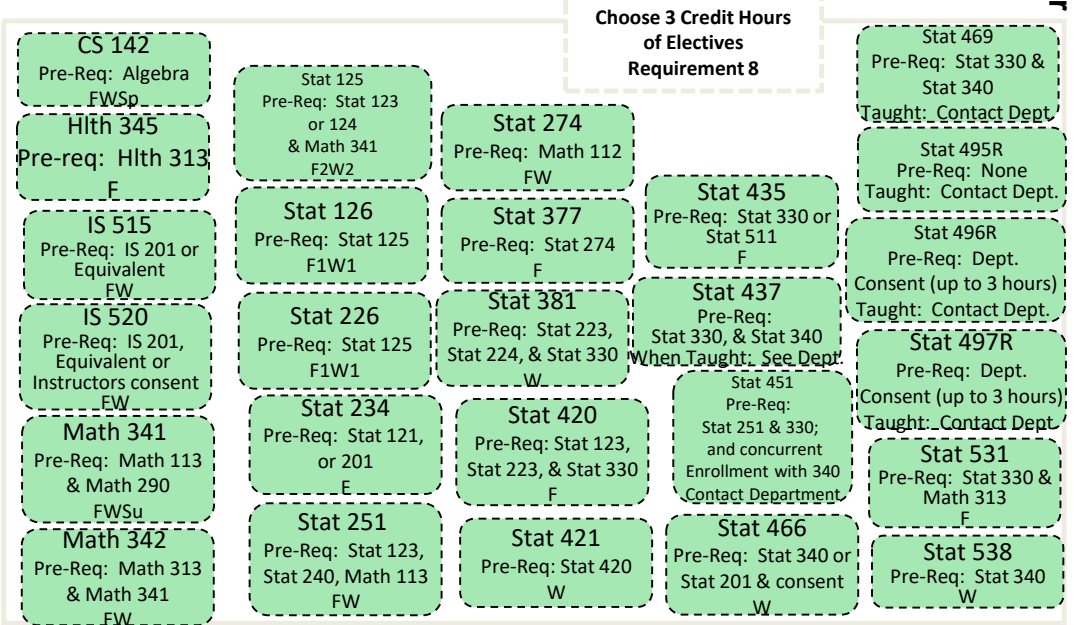 Choose 3 Credit Hours
of Electives
Requirement 8
CS 142
Pre-Req: Algebra
FWSp
Hlth 345
Pre-req: Hlth 313
F
IS 515
Pre-Req: IS 201 or
Equivalent
FW
IS 520
Pre-Req: IS 201,
Equivalent or
Instructors consent
FW
Math 341
Pre-Req: Math 113
& Math 290
FWSu
Math 342
Pre-Req: Math 313
& Math 341
FW
Stat 125
Pre-Req: Stat 123
or 124
& Math 341
F2W2
Stat 126
Pre-Req: Stat 125
F1W1
Stat 226
Pre-Req: Stat 125
F1W1
Stat 234
Pre-Req: Stat 121,
or 201
F
Stat 251
Pre-Req: Stat 123,
Stat 240, Math 113
FW
Stat 274
Pre-Req: Math 112
FW
Stat 377
Pre-Req: Stat 274
F
Stat 381
Pre-Req: Stat 223,
Stat 224, & Stat 330
W
Stat 420
Pre-Req: Stat 123,
Stat 223, & Stat 330
F
Stat 421
Pre-Req: Stat 420
W
Stat 435
Pre-Req: Stat 330 or
Stat 511
F
Stat 437
Pre-Req:
Stat 330, & Stat 340
When Taught: See Dept.
Stat 451
Pre-Req:
Stat 251 & 330;
and concurrent
Enrollment with 340
Contact Department
Stat 466
Pre-Req: Stat 340 or
Stat 201 & consent
W
Stat 469
Pre-Req: Stat 330 &
Stat 340
Taught: Contact Dept.
Stat 495R
Pre-Req: None
Taught: Contact Dept.
Stat 496R
Pre-Req: Dept.
Consent (up to 3 hours)
Taught: Contact Dept.
Stat 497R
Pre-Req: Dept.
Consent (up to 3 hours)
Taught: Contact Dept.
Stat 531
Pre-Req: Stat 330 &
Math 313
F
Stat 538
Pre-Req: Stat 340
W